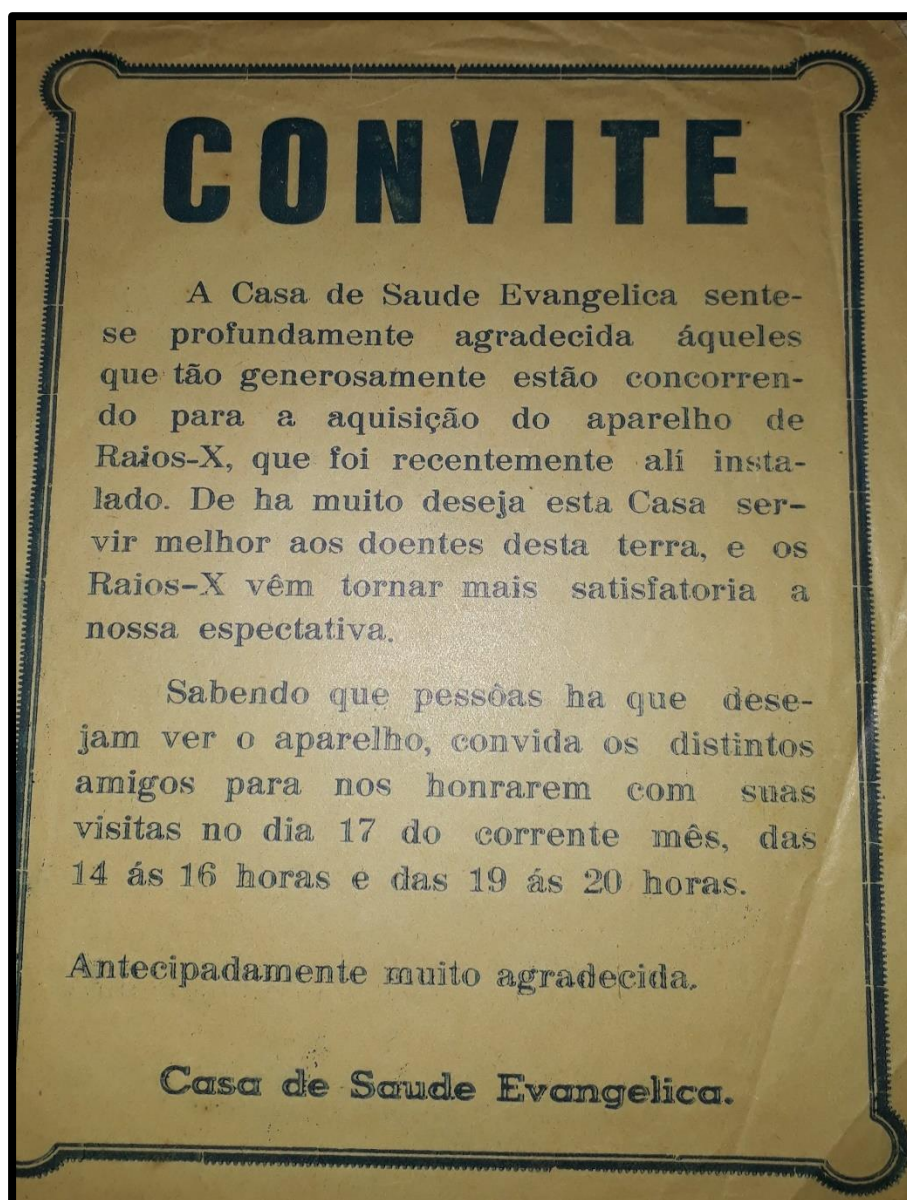 CONVITE
A Casa de Saude Evangelica sente-
se profundamente agradecida áqueles
que tão generosamente estão concorren-
do para a aquisição do aparelho de
Raios-X, que foi recentemente alí insta-
lado. De ha muito deseja esta Casa ser-
vir melhor aos doentes desta terra, e os
Raios-X vêm tornar mais satisfatoria a
nossa espectativa.
Sabendo que pessôas ha que dese-
jam ver o aparelho, convida os distintos
amigos para nos honrarem com suas
visitas no dia 17 do corrente mês, das
14 ás 16 horas e das 19 ás 20 horas.
Antecipadamente muito agradecida.
Casa de Saude Evangelica.